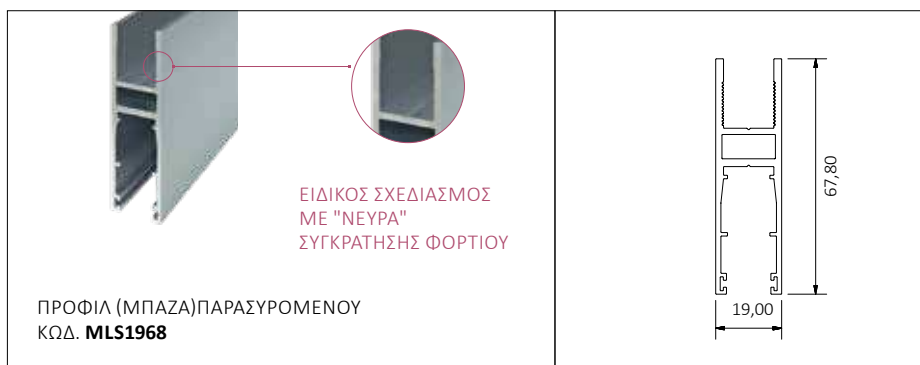 ΕΙΔΙΚΟΣ ΣΧΕΔΙΑΣΜΟΣ
ΜΕ "ΝΕΥΡΑ"
ΣΥΓΚΡΑΤΗΣΗΣ ΦΟΡΤΙΟΥ
ΠΡΟΦΙΛ (ΜΠΑΖΑ)ΠΑΡΑΣΥΡΟΜΕΝΟΥ
ΚΩΔ. MLS1968
67,80
19,00